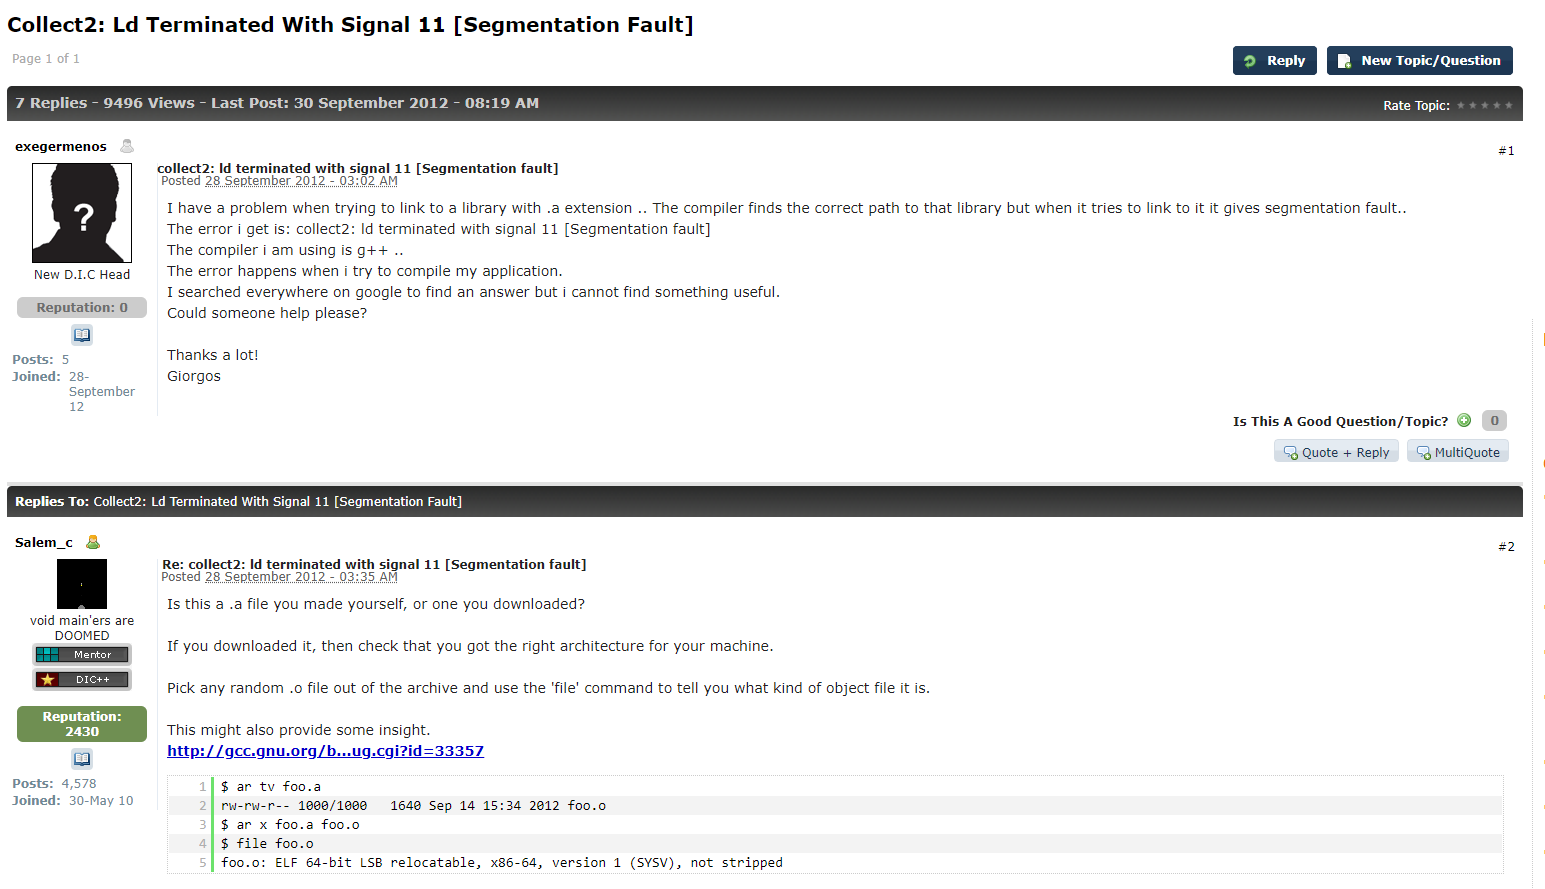 Collect2: Ld Terminated With Signal 11 [Segmentation Fault]
Page 1 of 1
Reply
New Topic/Question
7 Replies - 9496 Views - Last Post: 30 September 2012 - 08:19 AM
Rate Topic:
exegermenos
#1
collect2: ld terminated with signal 11 [Segmentation fault]
Posted 28 September 2012 - 03:02 AM
?
New D.I.C Head
Reputation: 0
Posts: 5
Joined: 28-
September
12
I have a problem when trying to link to a library with .a extension .. The compiler finds the correct path to that library but when it tries to link to it it gives segmentation fault..
The error i get is: collect2: ld terminated with signal 11 [Segmentation fault]
The compiler i am using is g++ ..
The error happens when i try to compile my application.
I searched everywhere on google to find an answer but i cannot find something useful.
Could someone help please?
Thanks a lot!
Giorgos
Is This A Good Question/Topic? 0
Quote + Reply
MultiQuote
Replies To: Collect2: Ld Terminated With Signal 11 [Segmentation Fault]
Salem_c
#2
Re: collect2: ld terminated with signal 11 [Segmentation fault]
Posted 28 September 2012 - 03:35 AM
void main'ers are
DOOMED
Mentor
DIC++
Reputation:
2430
Posts: 4,578
Joined: 30-May 10
Is this a .a file you made yourself, or one you downloaded?
If you downloaded it, then check that you got the right architecture for your machine.
Pick any random .o file out of the archive and use the 'file' command to tell you what kind of object file it is.
This might also provide some insight.
http://gcc.gnu.org/b...ug.cgi?id=33357
1 $ ar tv foo.a
2 rw-rw-r-- 1000/1000   1640 Sep 14 15:34 2012 foo.o
3 $ ar x foo.a foo.o
4 $ file foo.o
5 foo.o: ELF 64-bit LSB relocatable, x86-64, version 1 (SYSV), not stripped